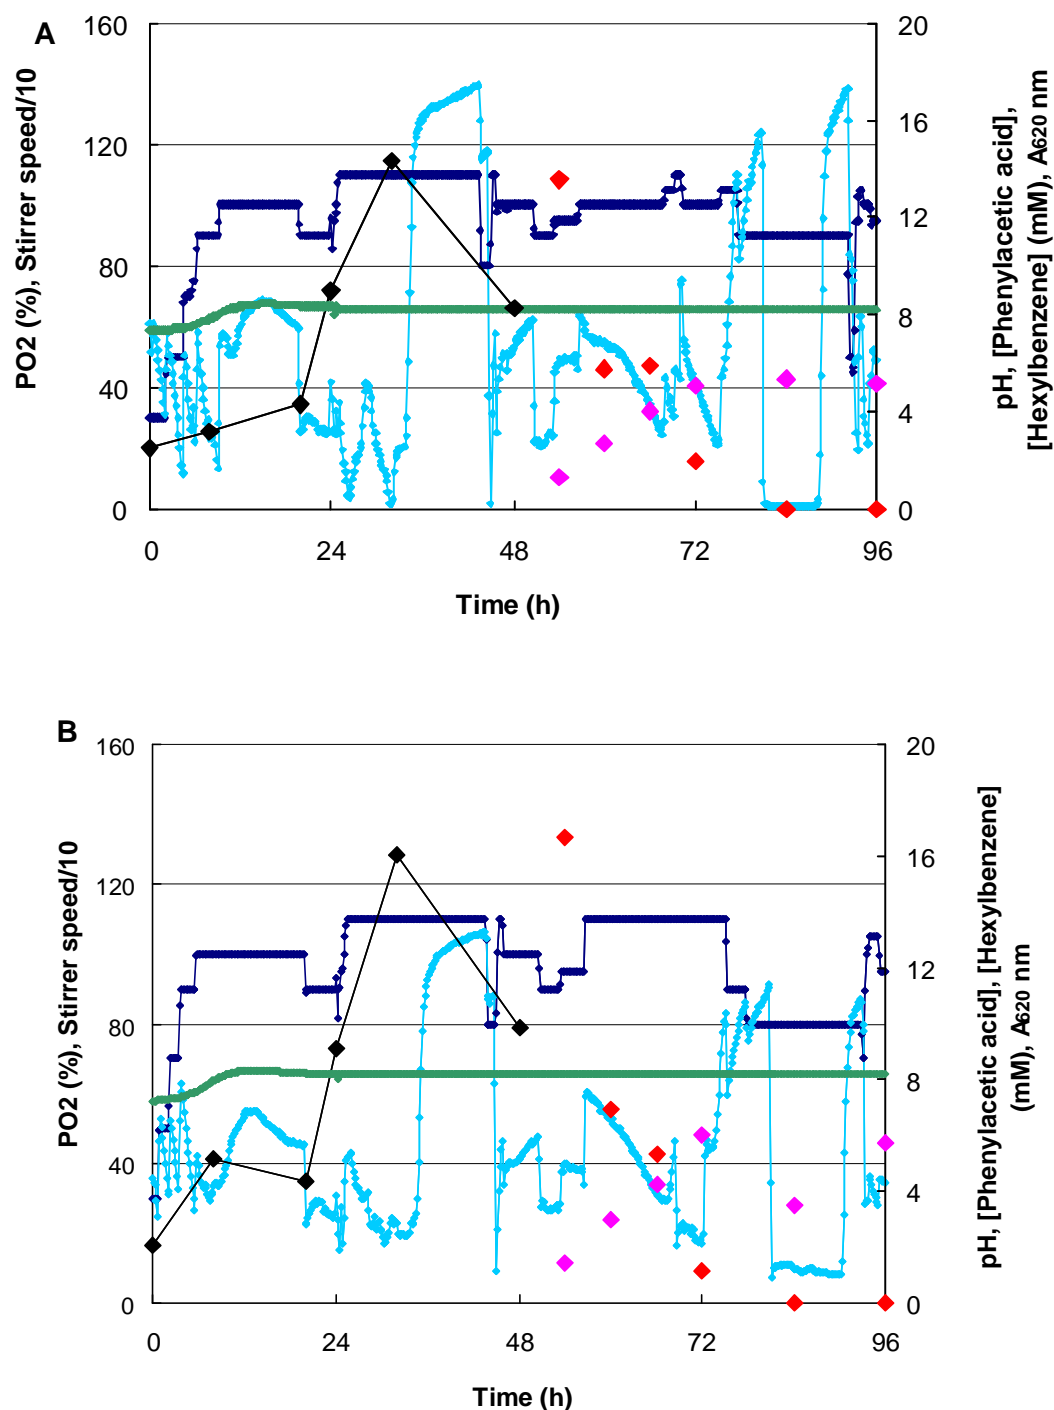 A
PO2 (%), Stirrer speed/10
160
120
80
40
0
20
16
12
8
4
0
pH, [Phenylacetic acid],
[Hexylbenzene] (mM), A620 nm
0 24 48 72 96
Time (h)
B
PO2 (%), Stirrer speed/10
160
120
80
40
0
20
16
12
8
4
0
pH, [Phenylacetic acid], [Hexylbenzene]
(mM), A620 nm
0 24 48 72 96
Time (h)